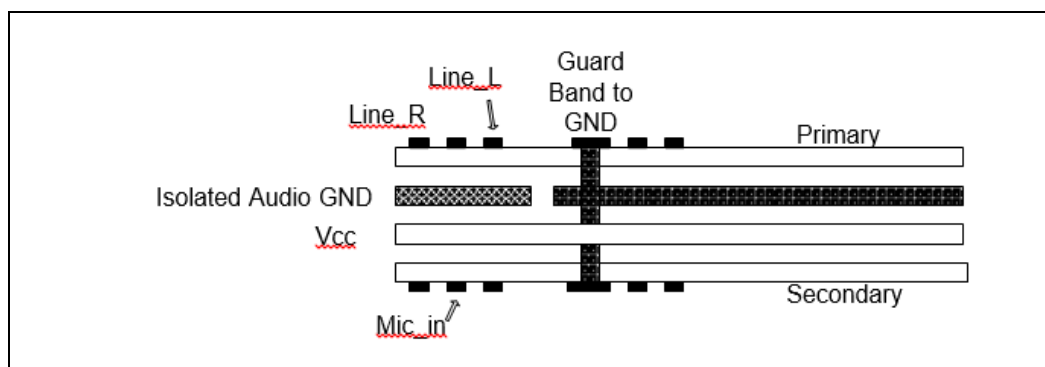 Line_L
Guard
Band to
GND
Line_R
Primary
Isolated Audio GND
Vcc
Secondary
Mic_in